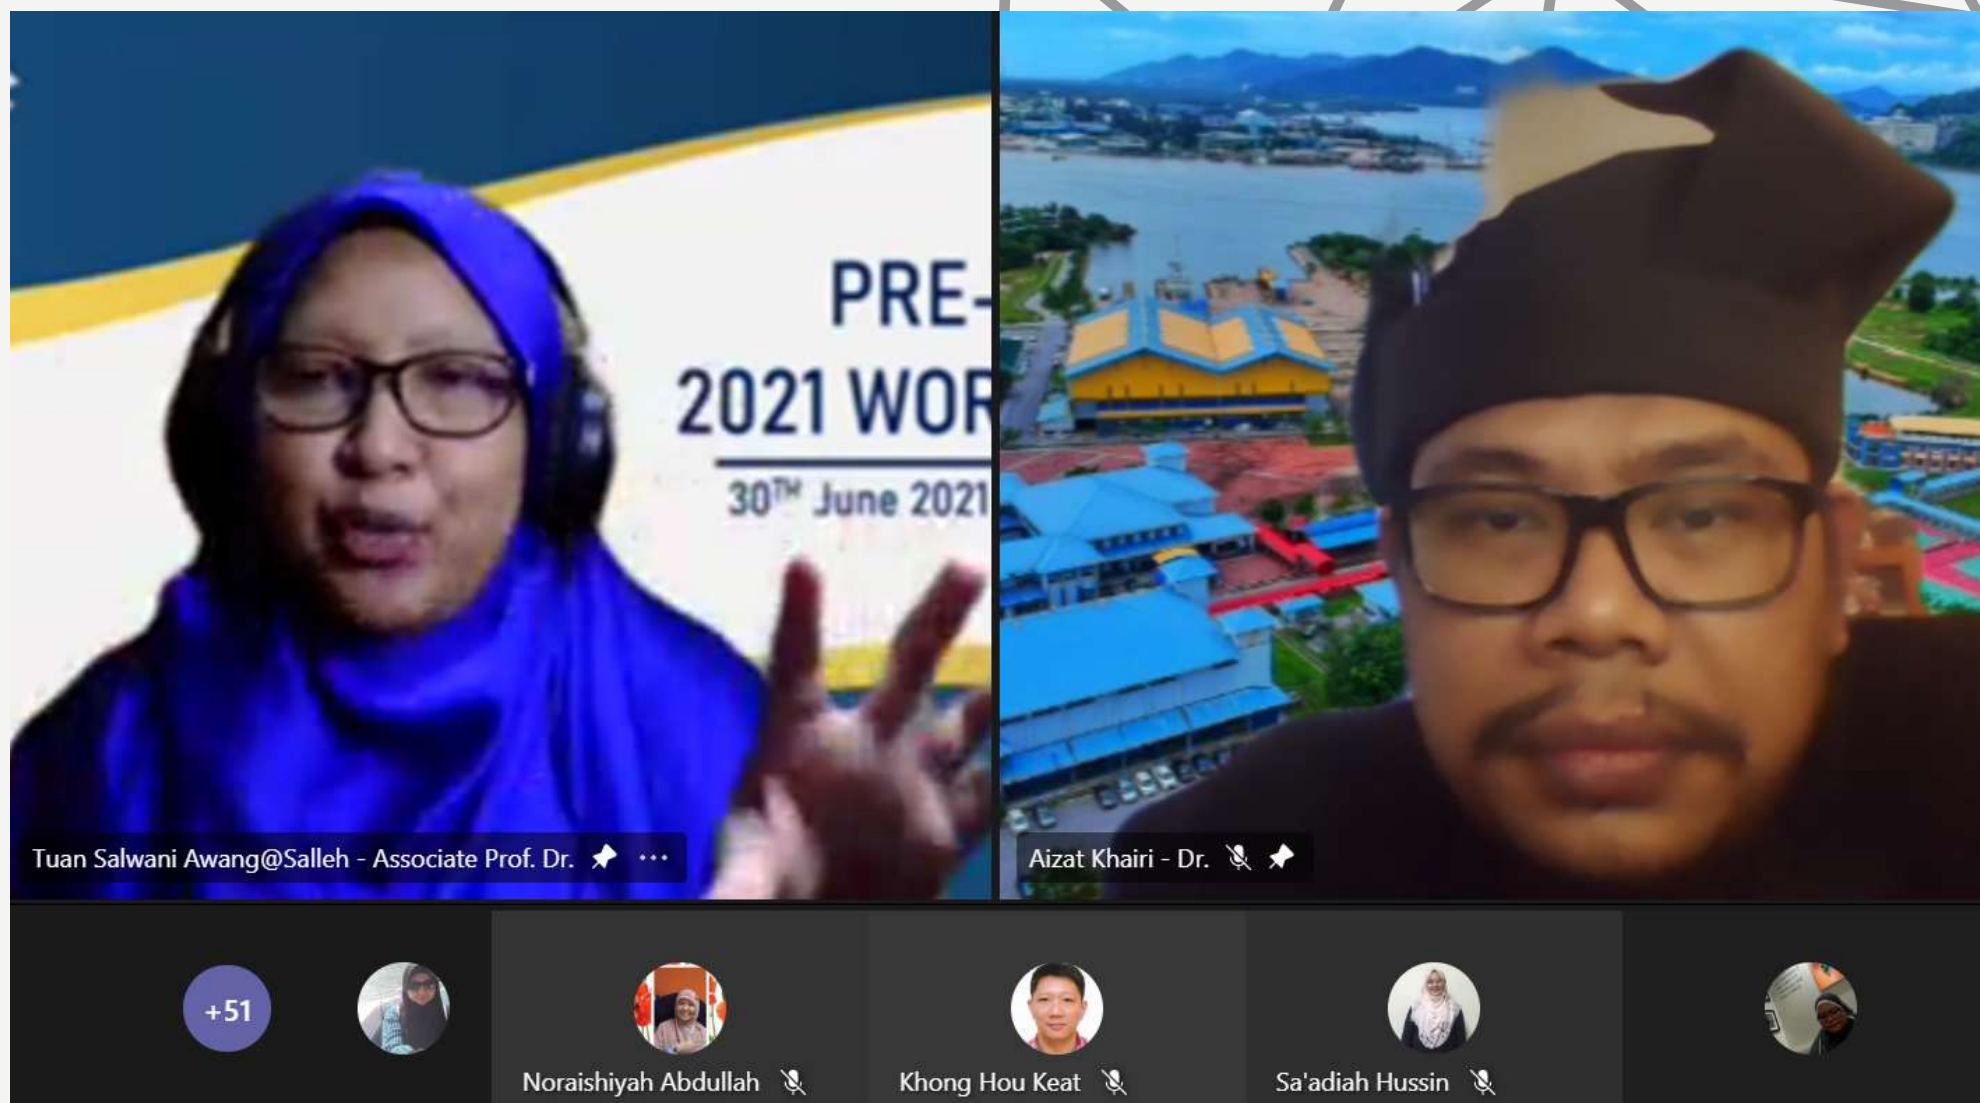 PRE-
2021 WOR
30TH June 2021
Tuan Salwani Awang@Salleh - Associate Prof. Dr.
Aizat Khairi - Dr.
+51
Noraishiyah Abdullah
Khong Hou Keat
Sa'adiah Hussin